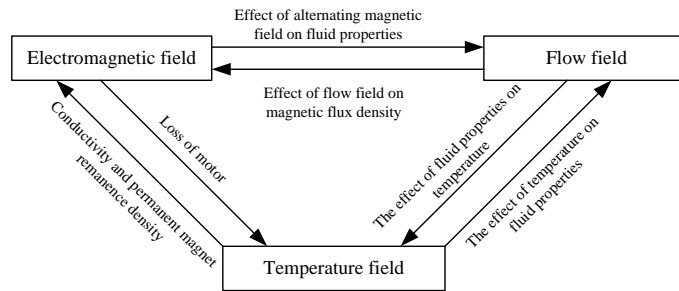 Effect of alternating magnetic
field on fluid properties
Electromagnetic field
Flow field
Effect of flow field on
magnetic flux density
Loss of motor
Conductivity and permanent magnet
remanence density
The effect of fluid properties on
temperature
The effect of temperature on
fluid properties
Temperature field